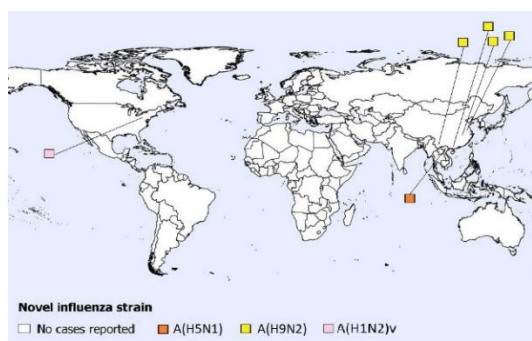 Novel influenza strain
No cases reported A(H5N1) A(H9N2) A(H1N2)v